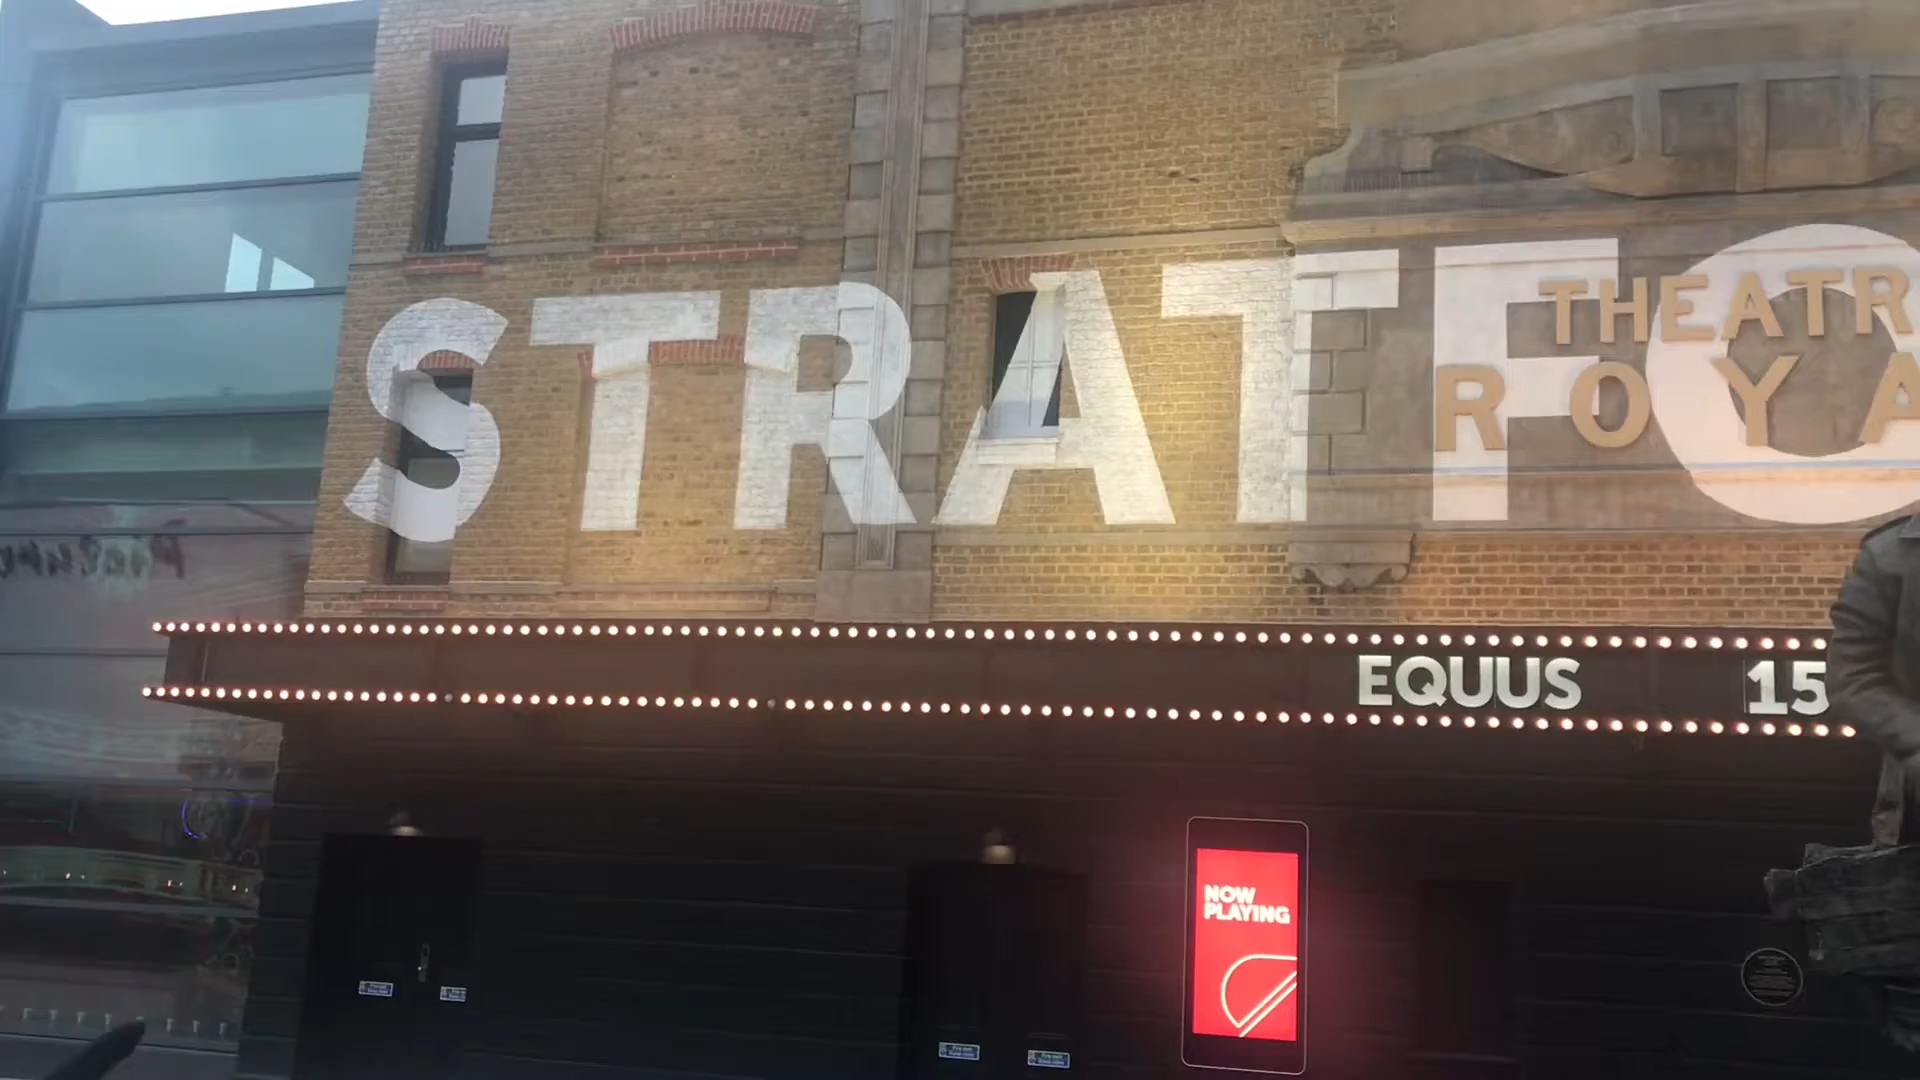 STRATFO
THEATR
ROYA
EQUUS 15
NOW
PLAYING